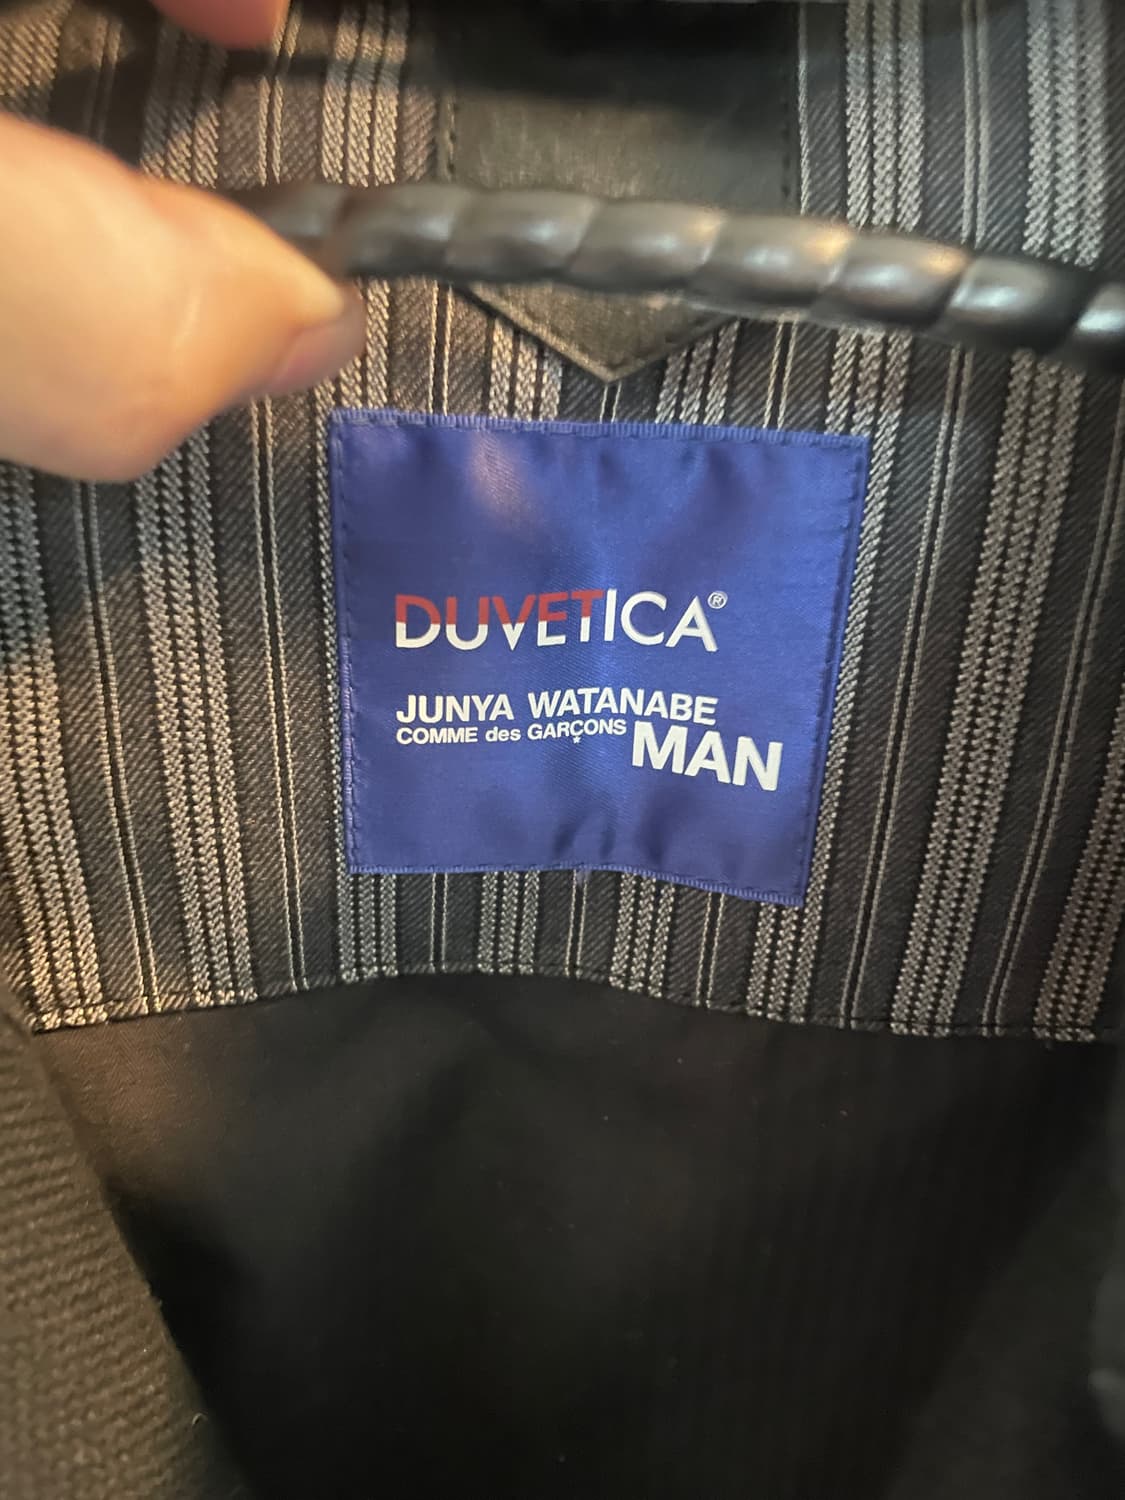 DUVETICA®
JUNYA WATANABE
COMME des GARÇONS MAN